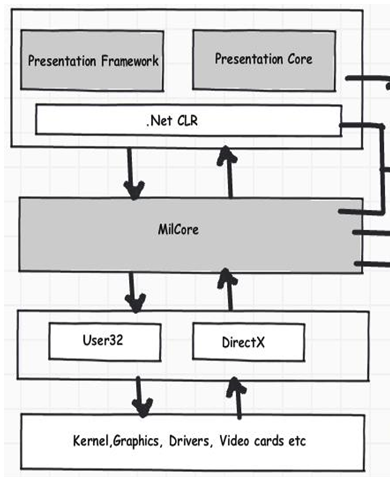 Presentation Framework
Presentation Core
.Net CLR
MilCore
User32
DirectX
Kernel,Graphics, Drivers, Video cards etc